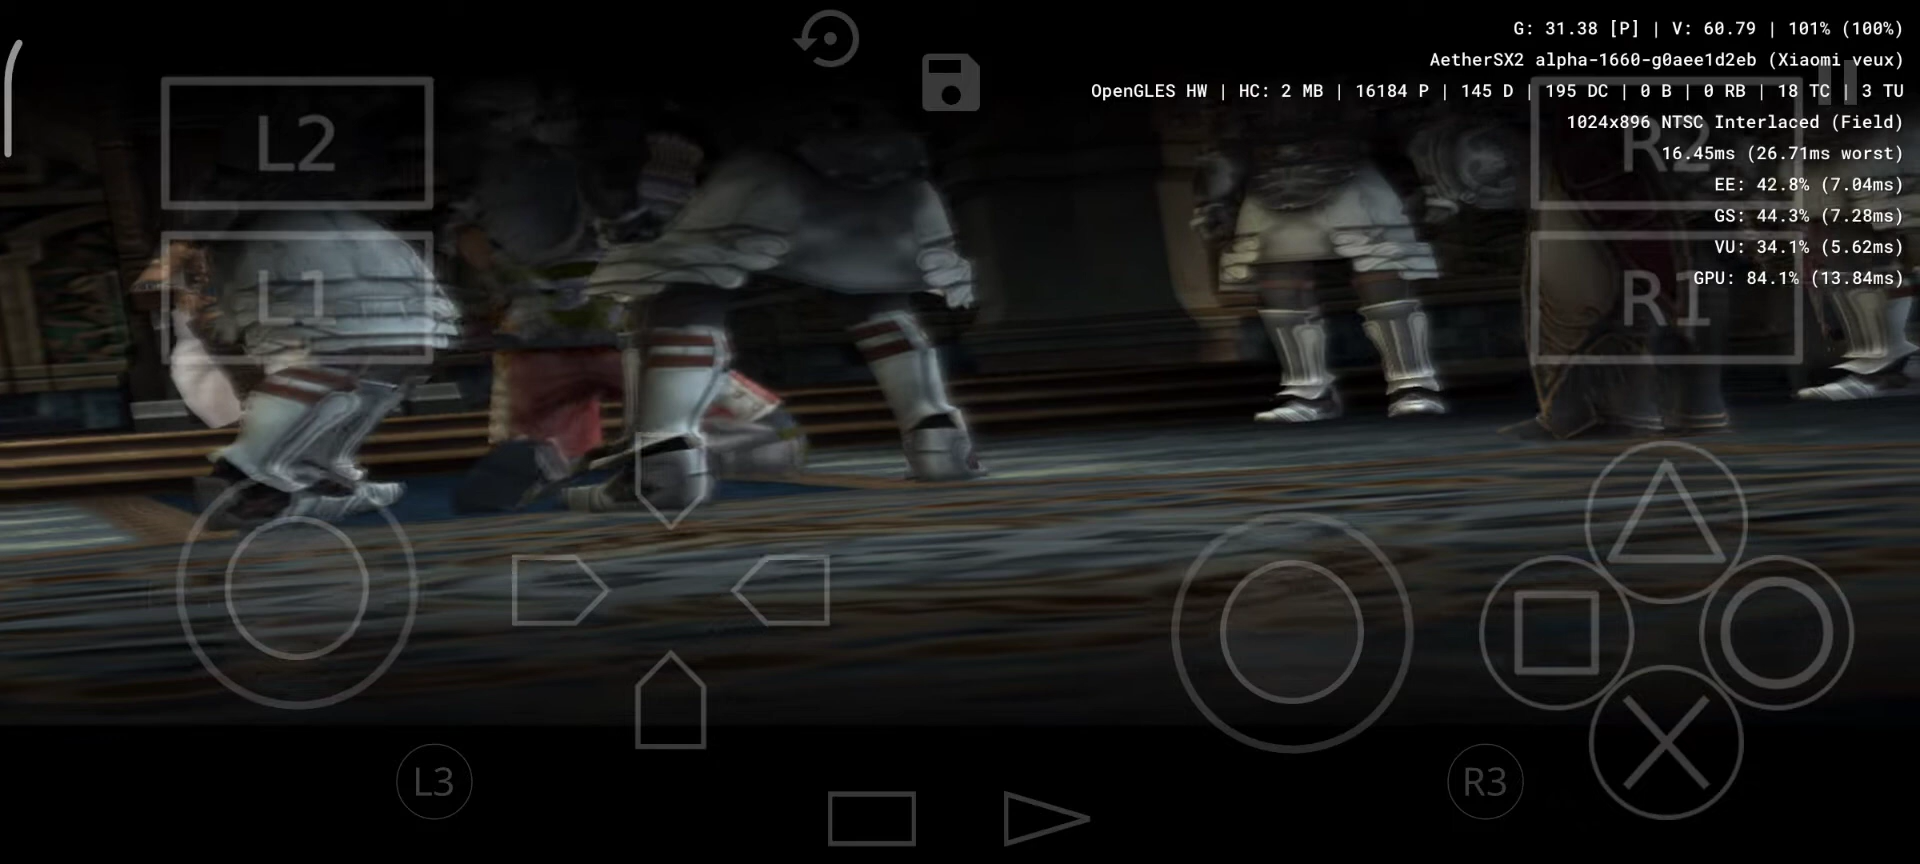 G: 31.38 [P] | V: 60.79 | 101% (100%)
AetherSX2 alpha-1660-g0aee1d2eb (Xiaomi veux)
OpenGLES HW | HC: 2 MB | 16184 P | 145 D | 195 DC | 0 B | 0 RB | 18 TC | 3 TU
1024x896 NTSC Interlaced (Field)
16.45ms (26.71ms worst)
EE: 42.8% (7.04ms)
GS: 44.3% (7.28ms)
VU: 34.1% (5.62ms)
GPU: 84.1% (13.84ms)
L2
R2
L1
R1
L3
R3